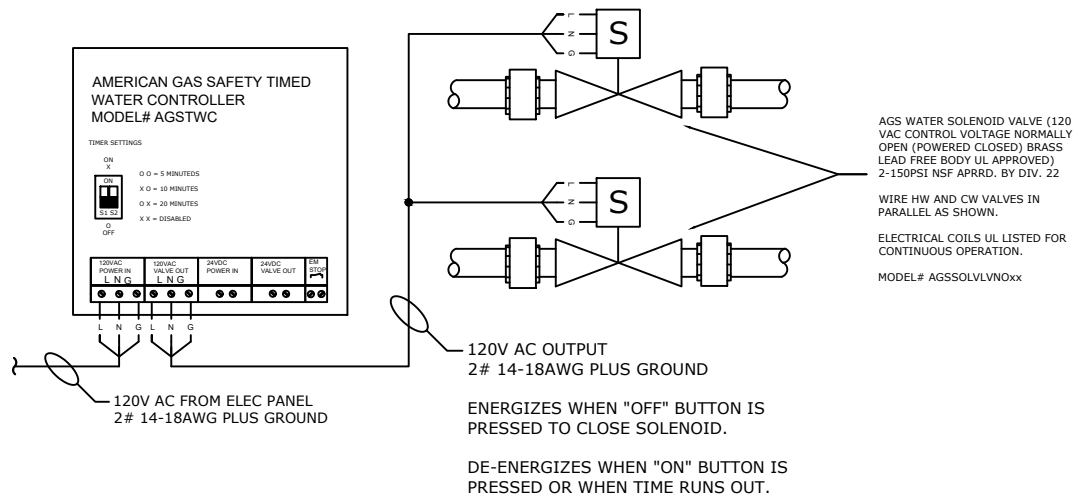 AMERICAN GAS SAFETY TIMED
WATER CONTROLLER
MODEL# AGSTWC
TIMER SETTINGS
ON
X
ON
S1 S2
O
OFF
O O = 5 MINUTEDS
X O = 10 MINUTES
O X = 20 MINUTES
X X = DISABLED
120VAC
POWER IN
L N G
120VAC
VALVE OUT
L N G
24VDC
POWER IN
24VDC
VALVE OUT
EM
STOP
L N G L N G
120V AC FROM ELEC PANEL
2# 14-18AWG PLUS GROUND
L
N
G
S
L
N
G
S
120V AC OUTPUT
2# 14-18AWG PLUS GROUND
ENERGIZES WHEN "OFF" BUTTON IS
PRESSED TO CLOSE SOLENOID.
DE-ENERGIZES WHEN "ON" BUTTON IS
PRESSED OR WHEN TIME RUNS OUT.
AGS WATER SOLENOID VALVE (120
VAC CONTROL VOLTAGE NORMALLY
OPEN (POWERED CLOSED) BRASS
LEAD FREE BODY UL APPROVED)
2-150PSI NSF APRRD. BY DIV. 22
WIRE HW AND CW VALVES IN
PARALLEL AS SHOWN.
ELECTRICAL COILS UL LISTED FOR
CONTINUOUS OPERATION.
MODEL# AGSSOLVLVNOxx